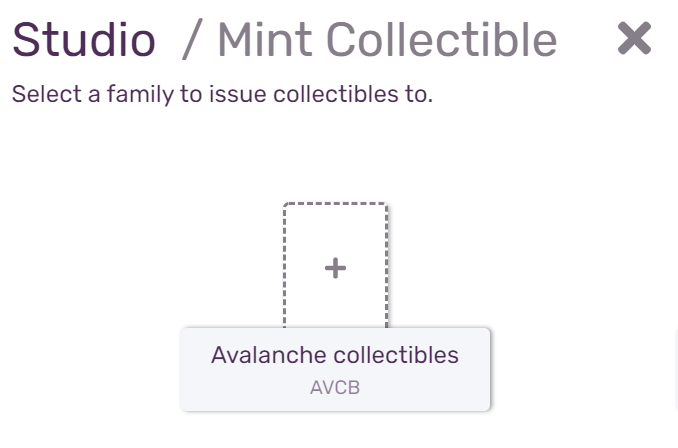 Studio / Mint Collectible
Select a family to issue collectibles to.
+
Avalanche collectibles
AVCB